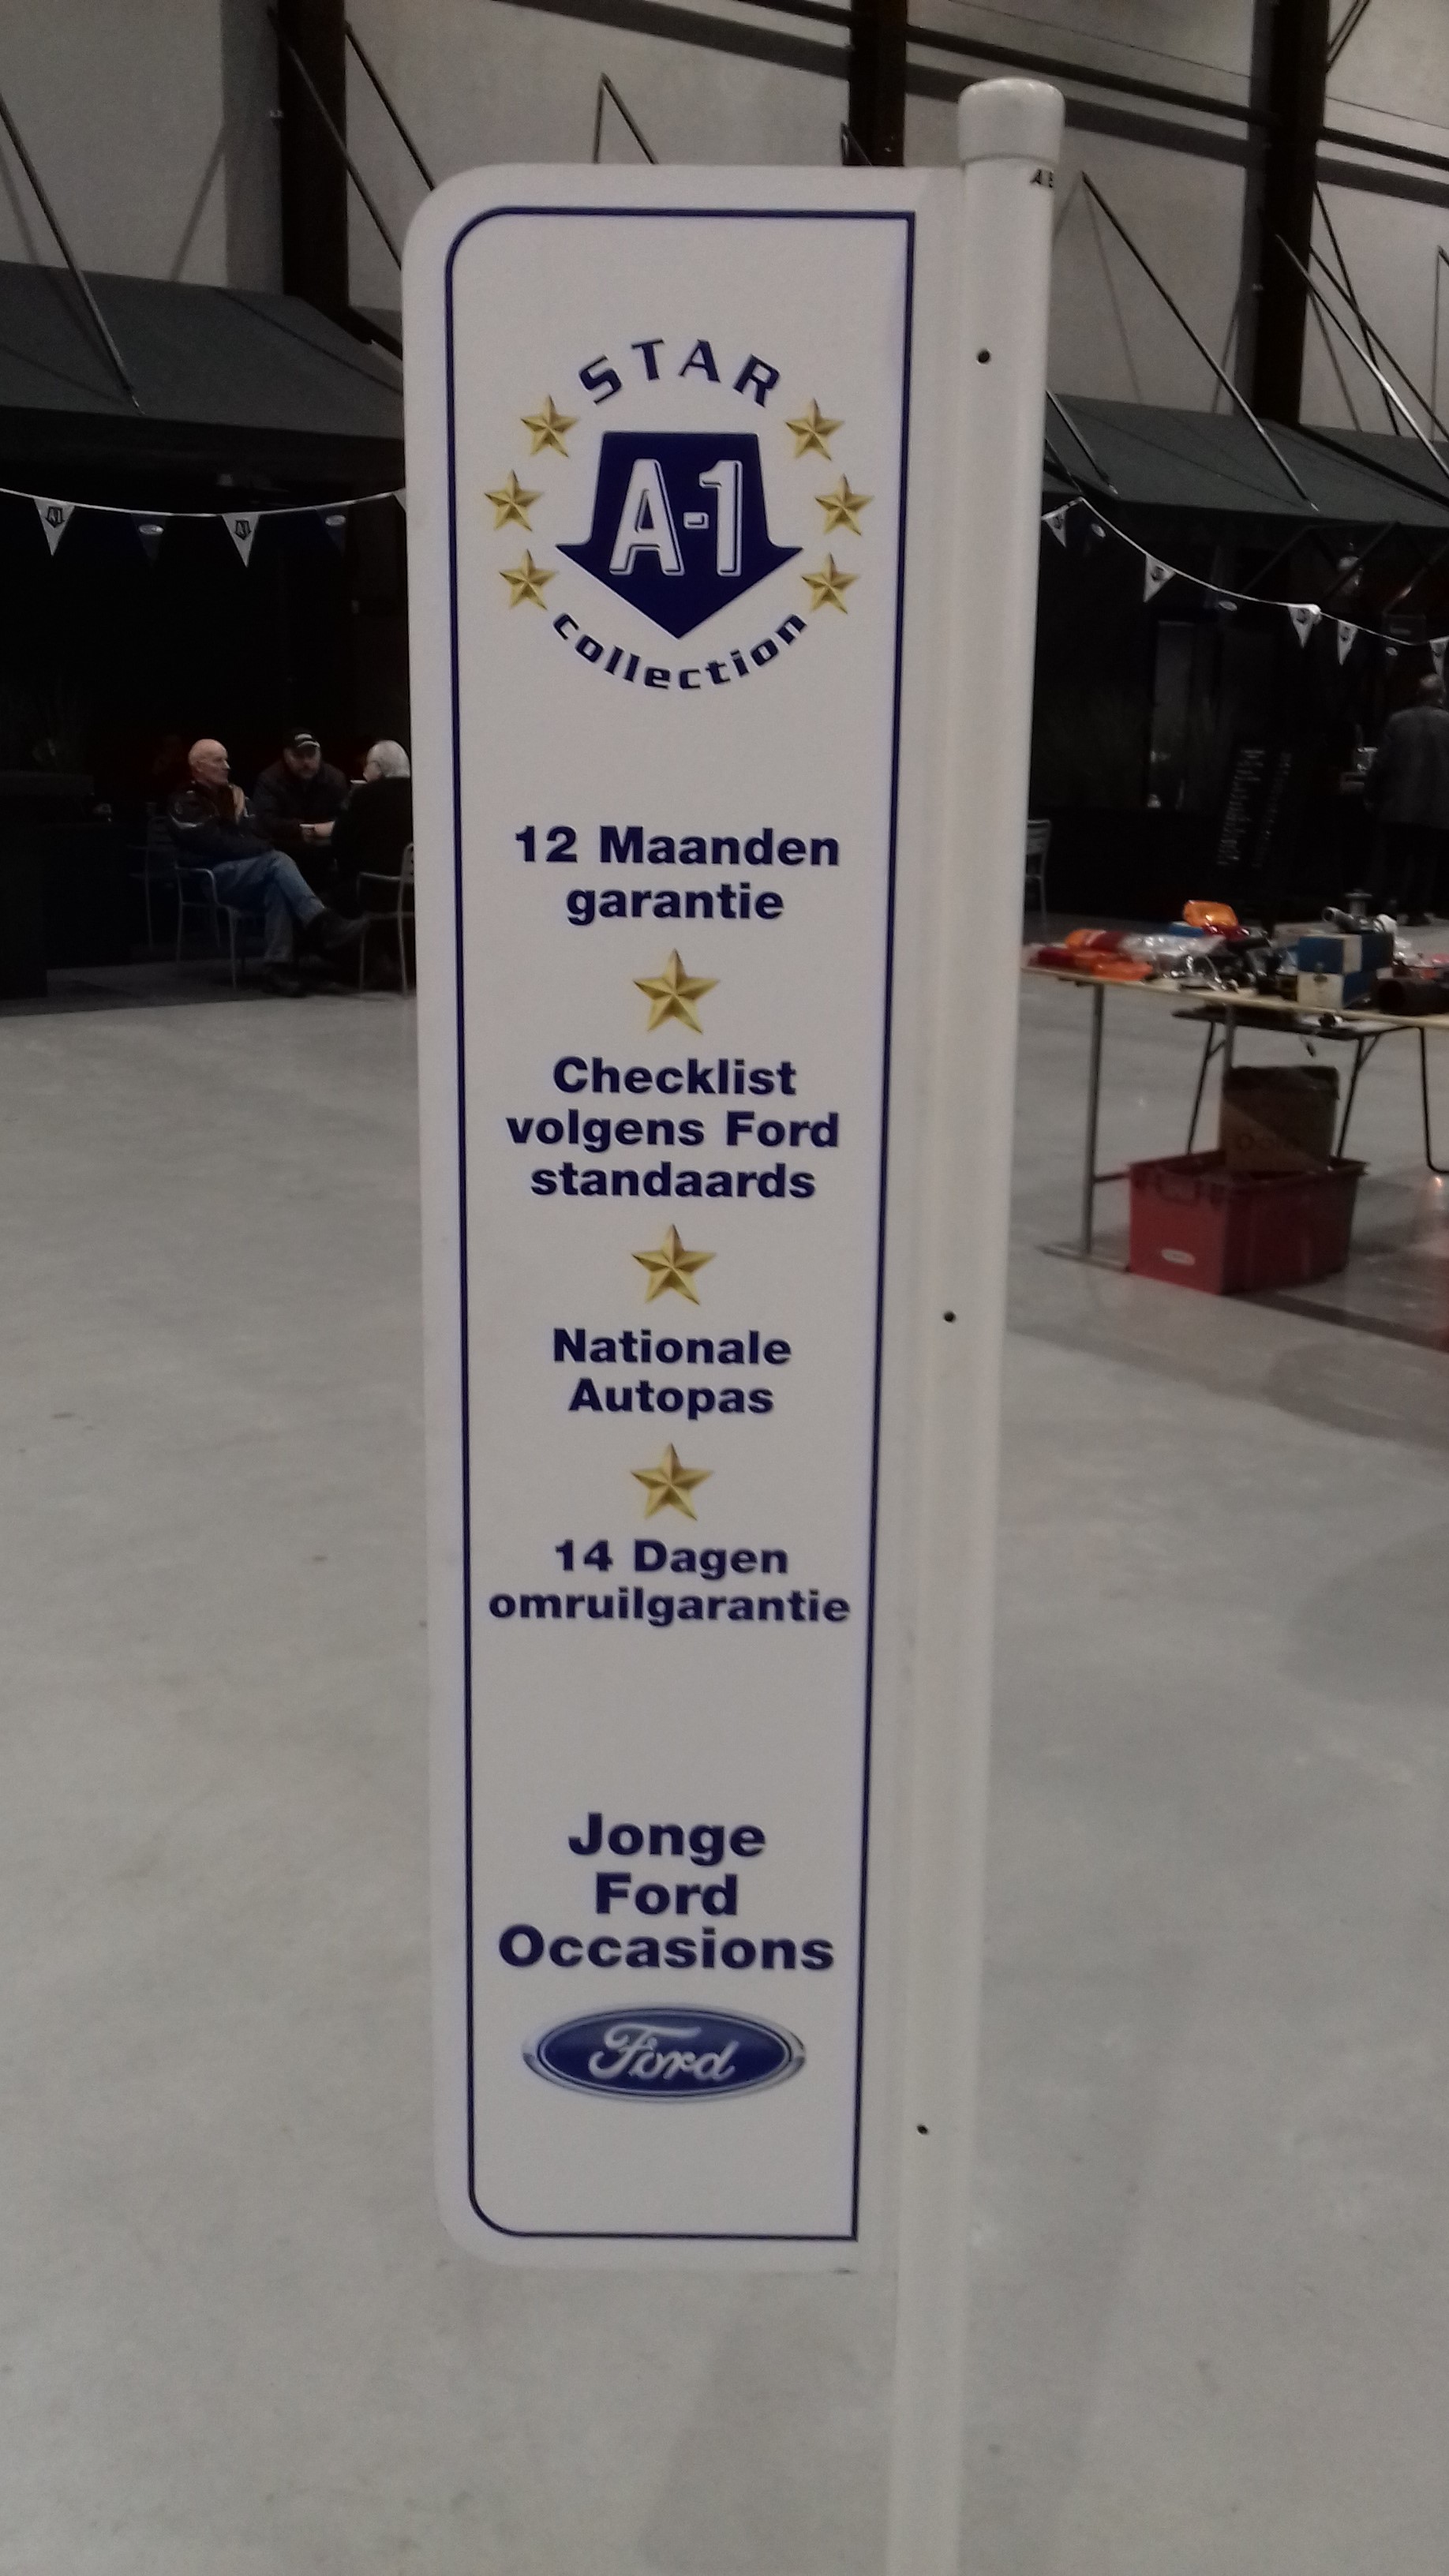 STAR
A-1
collection
12 Maanden
garantie
Checklist
volgens Ford
standaards
Nationale
Autopas
14 Dagen
omruilgarantie
Jonge
Ford
Occasions
Ford